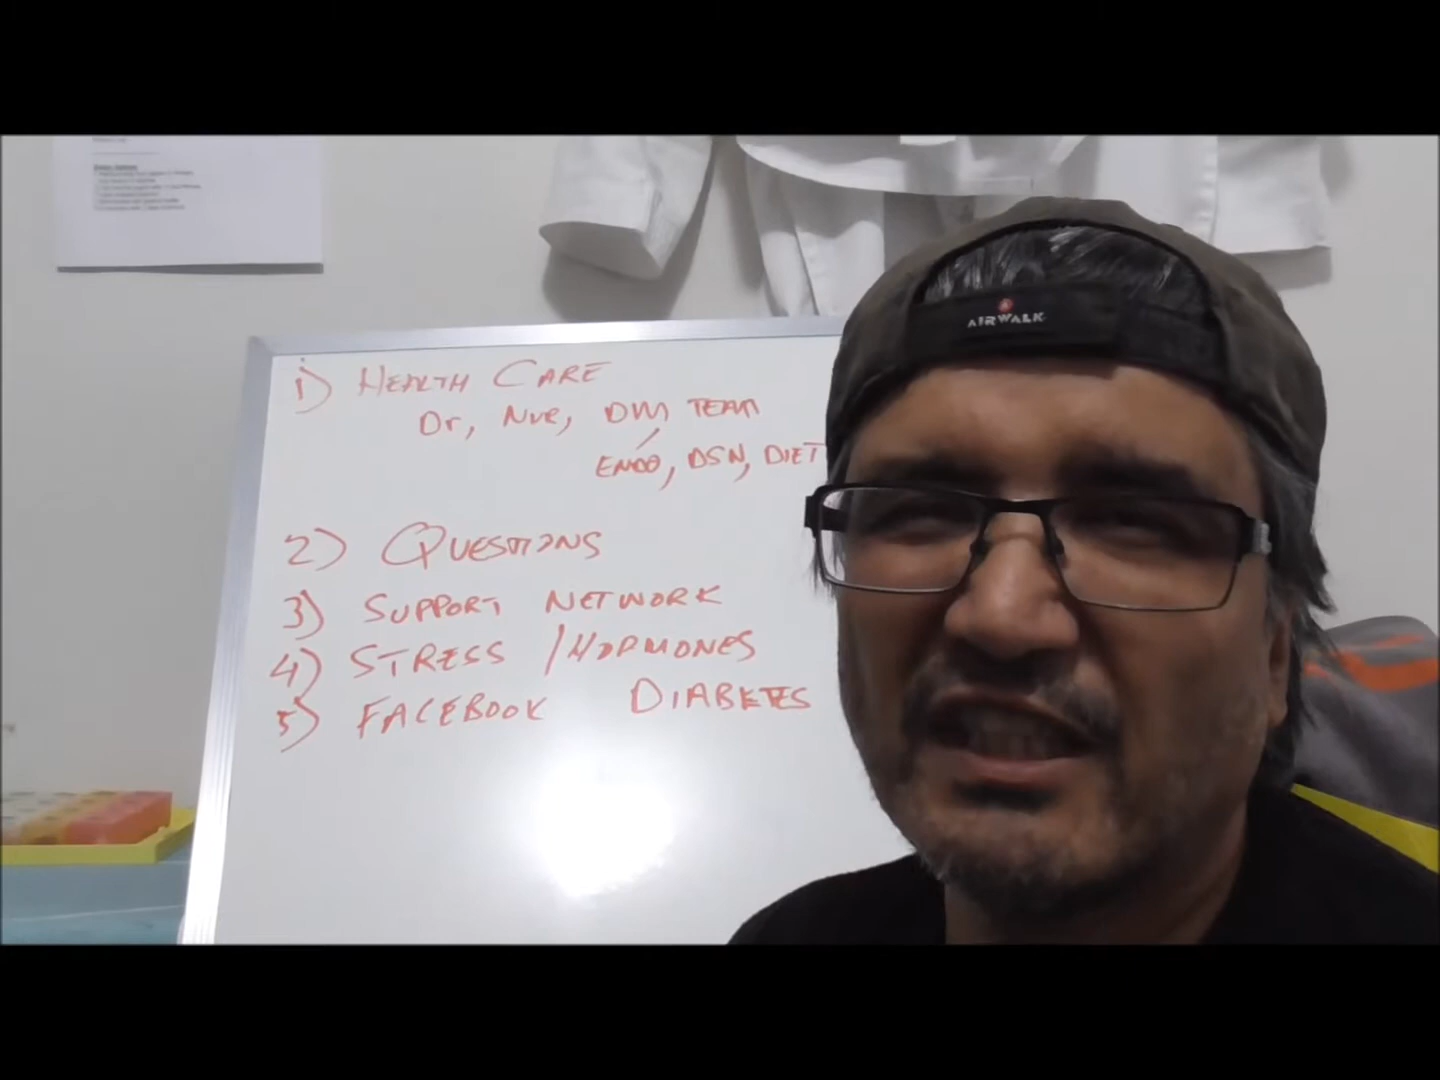 AIRWALK
1) HEALTH CARE
Dr, Nue, DM TEAM
ENDO, DSN, DIET
2) QUESTIONS
3) SUPPORT NETWORK
4) STRESS / HORMONES
5) FACEBOOK DIABETES